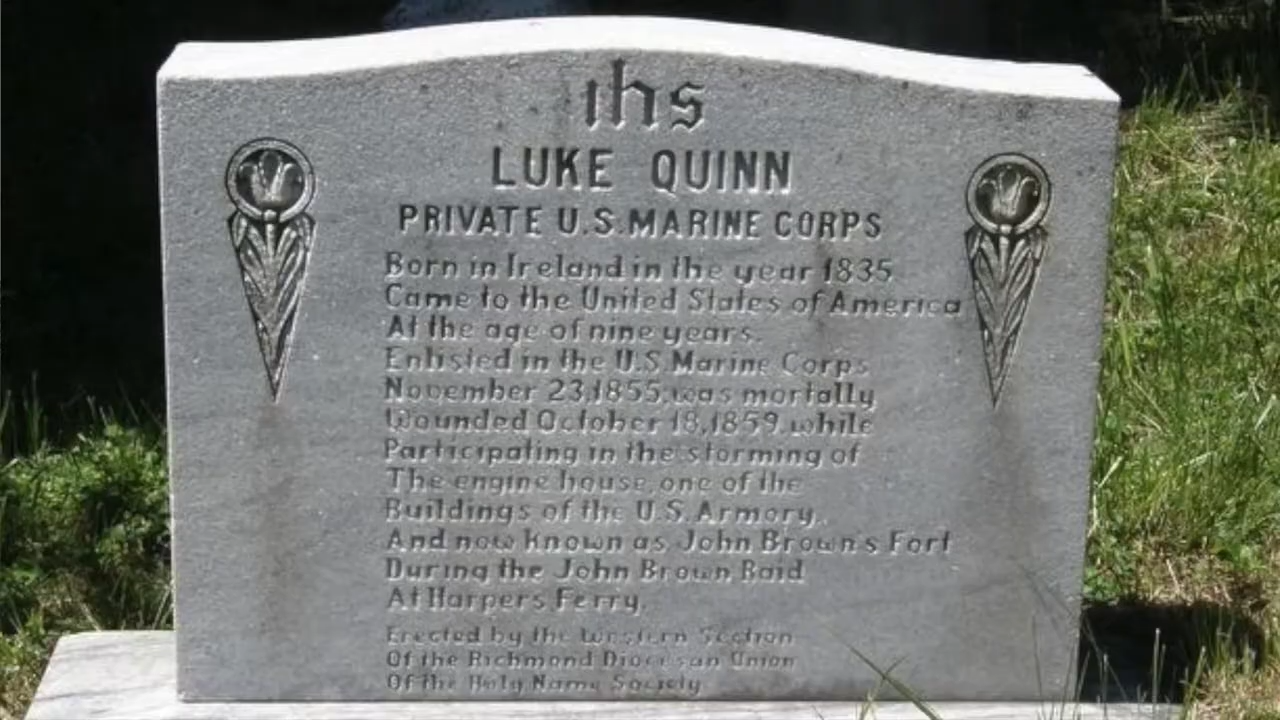 ihs
LUKE QUINN
PRIVATE U.S. MARINE CORPS
Born in Ireland in the year 1835
Came to the United States of America
At the age of nine years.
Enlisted in the U.S. Marine Corps
November 23, 1855, was mortally
Wounded October 18, 1859, while
Participating in the storming of
The engine house, one of the
Buildings of the U.S. Armory,
And now known as John Brown's Fort
During the John Brown Raid
At Harpers Ferry.
Erected by the Western Section
Of the Richmond Diocesan Union
Of the Holy Name Society